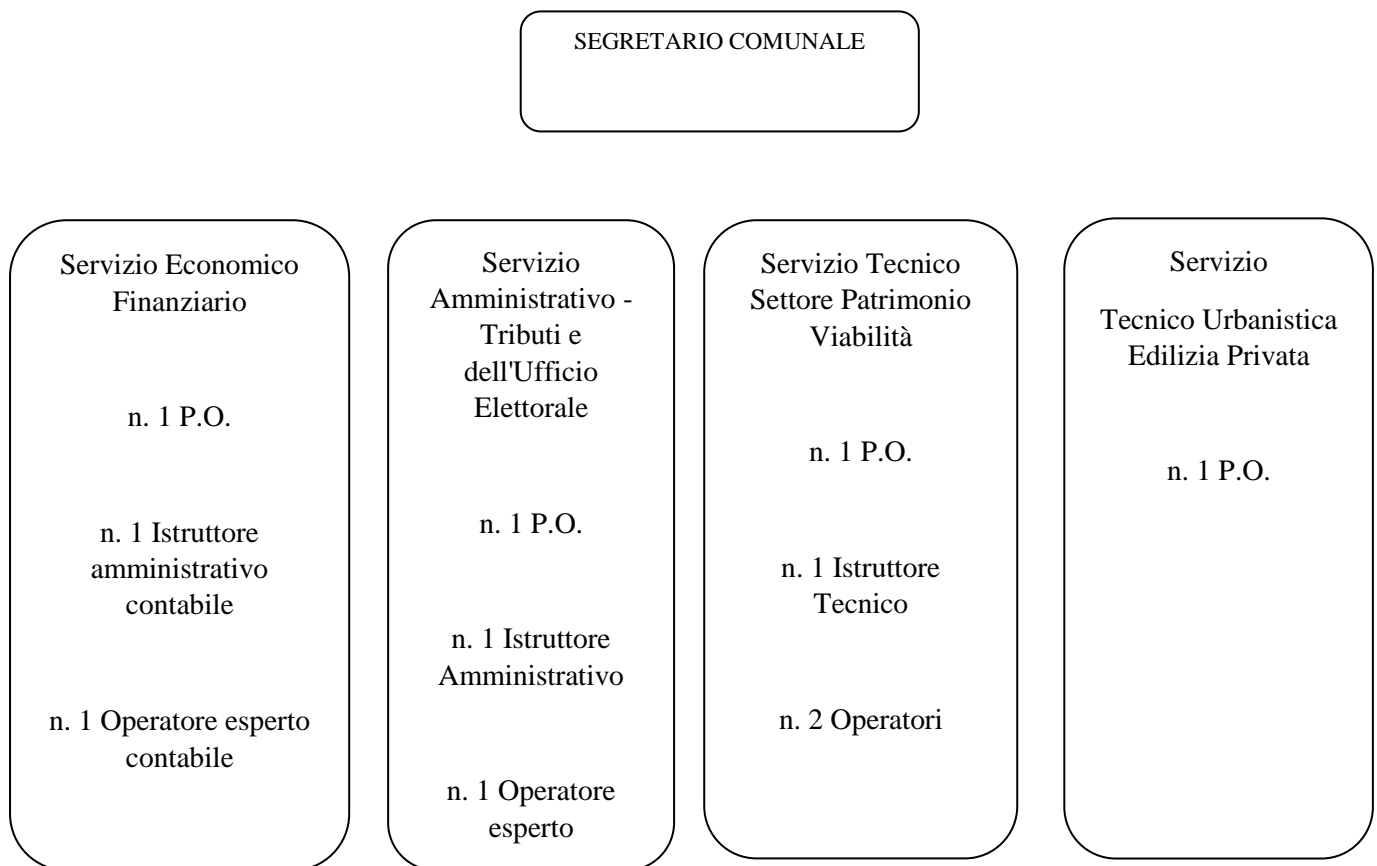 SEGRETARIO COMUNALE
Servizio Economico
Finanziario
n. 1 P.O.
n. 1 Istruttore
amministrativo
contabile
n. 1 Operatore esperto
contabile
Servizio
Amministrativo -
Tributi e
dell'Ufficio
Elettorale
n. 1 P.O.
n. 1 Istruttore
Amministrativo
n. 1 Operatore
esperto
Servizio Tecnico
Settore Patrimonio
Viabilità
n. 1 P.O.
n. 1 Istruttore
Tecnico
n. 2 Operatori
Servizio
Tecnico Urbanistica
Edilizia Privata
n. 1 P.O.